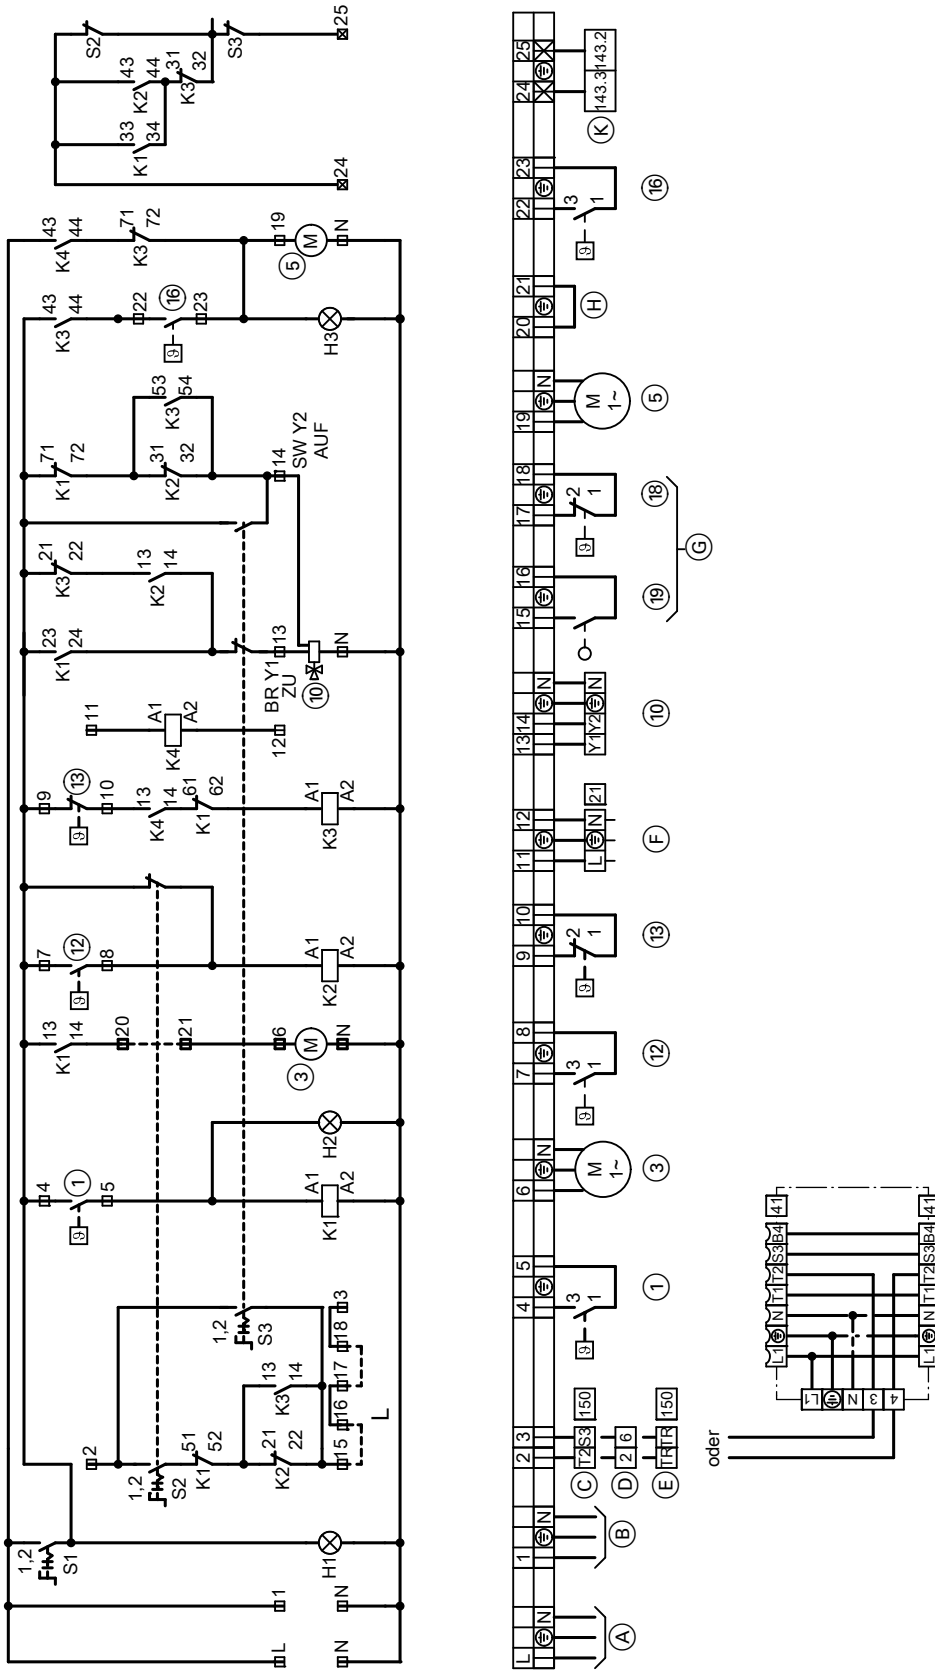 L
N
1
N
1,2
S1
H1
2
1,2
S2
K1
51
52
K2
21
22
K3
13
14
15
16
17
18
3
L
1,2
S3
4
1
ϑ
5
K1
A1
A2
H2
K1
13
14
20
21
6
3
M
N
7
12
ϑ
8
K2
A1
A2
9
13
ϑ
10
K4
13
14
K1
61
62
K3
A1
A2
11
K4
A1
A2
12
K1
23
24
BR Y1
ZU
13
10
N
K3
21
22
K2
13
14
K1
71
72
K2
31
32
K3
53
54
14
SW Y2
AUF
K3
43
44
22
16
ϑ
23
H3
K4
43
44
K3
71
72
19
5
M
N
24
K1
33
34
K2
43
44
K3
31
32
S2
S3
25
L N
A
1 N
B
2 3
T2 S3 150
C
2 6
D
TR TR 150
E
oder
4 5
3
1
ϑ
1
6 N
M
1~
3
7 8
3
1
ϑ
12
9 10
2
1
ϑ
13
11 12
L N 21
F
13 14 N
Y1 Y2 N
10
15 16
19
17 18
2
1
ϑ
18
G
19 N
M
1~
5
20 21
H
22 23
3
1
ϑ
16
24 25
143.3 143.2
K
L1 N T1 T2 S3 B4 41
L1
N
3
4
L1 N T1 T2 S3 B4 41